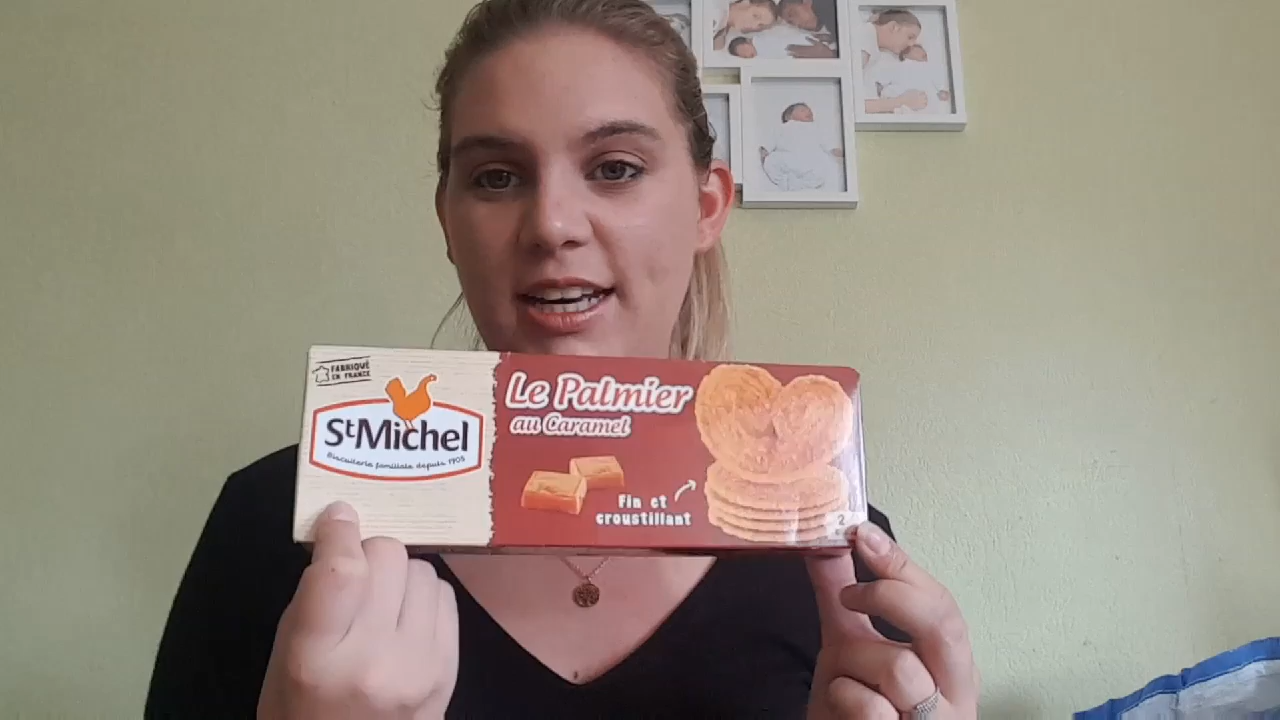 FABRIQUÉ
EN FRANCE
StMichel
Biscuiterie familiale depuis 1905
Le Palmier
au Caramel
Fin et
croustillant
2